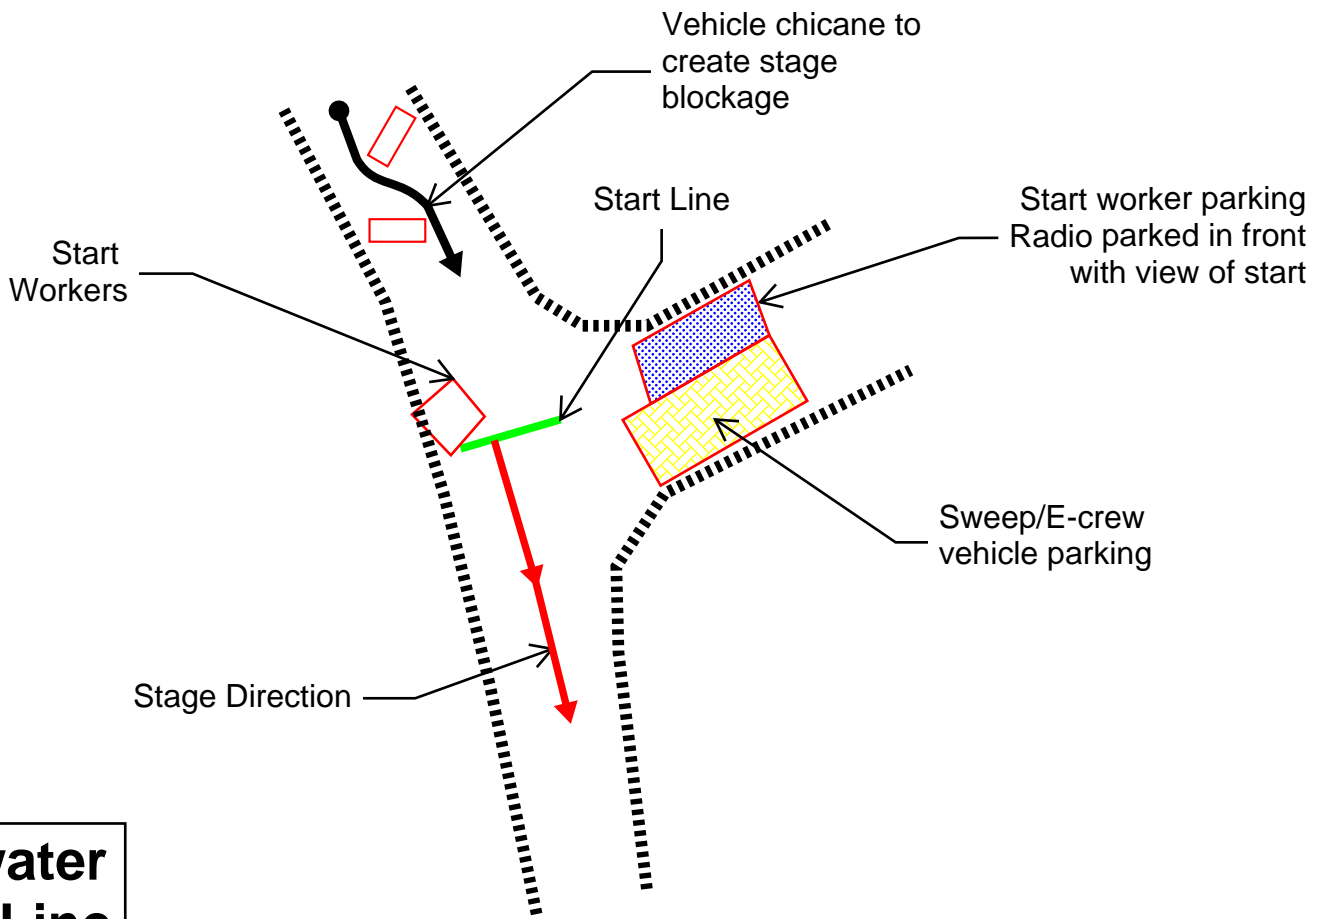 Vehicle chicane to
create stage
blockage
Start Line
Start worker parking
Radio parked in front
with view of start
Start
Workers
Sweep/E-crew
vehicle parking
Stage Direction